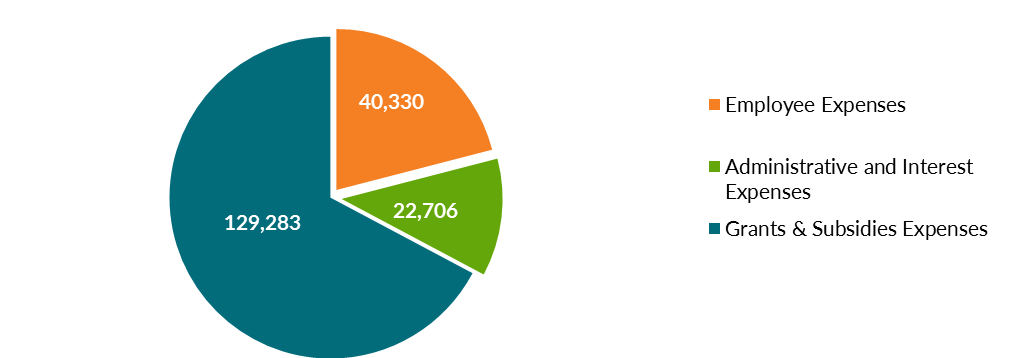 40,330
22,706
129,283
Employee Expenses
Administrative and Interest
Expenses
Grants & Subsidies Expenses